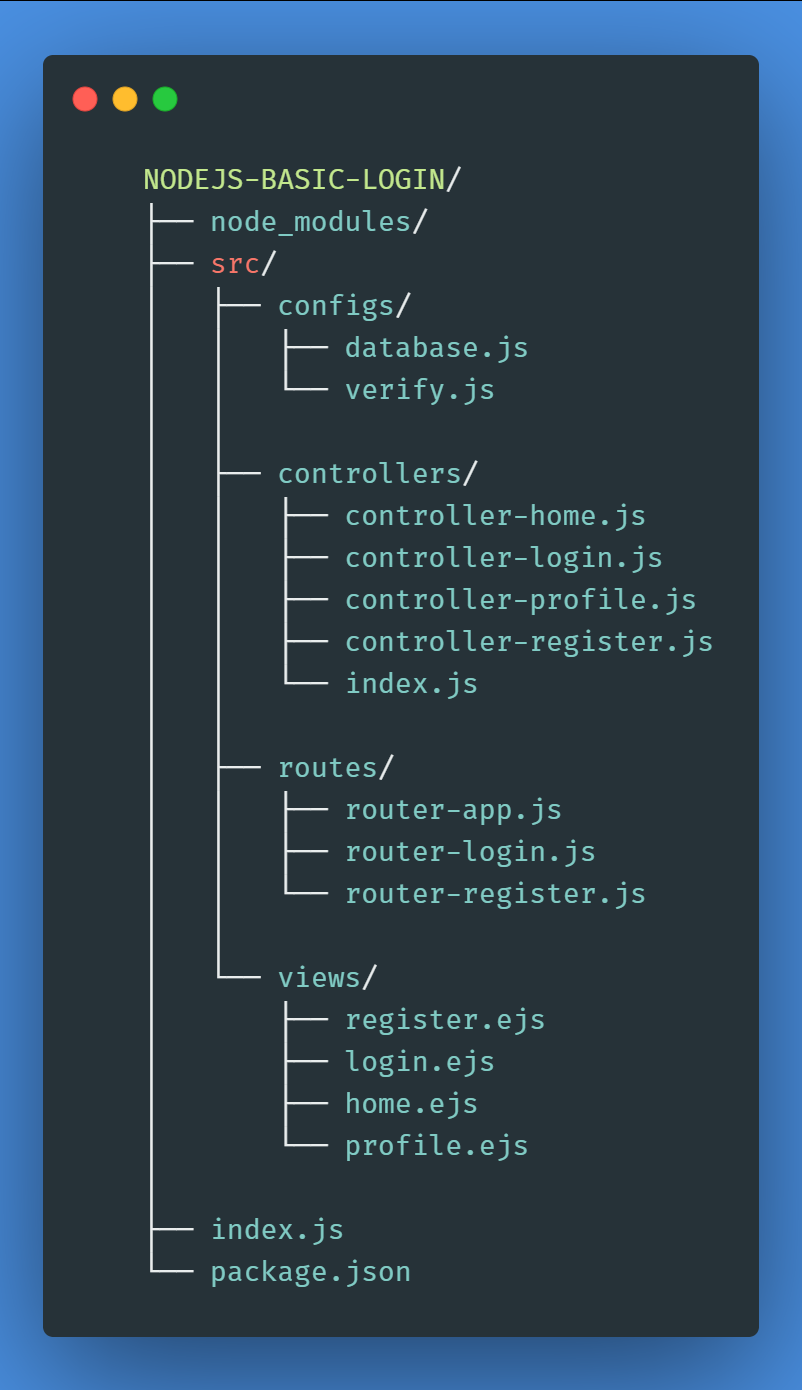 NODEJS-BASIC-LOGIN/
├── node_modules/
├── src/
│   ├── configs/
│   │   ├── database.js
│   │   └── verify.js
│   ├── controllers/
│   │   ├── controller-home.js
│   │   ├── controller-login.js
│   │   ├── controller-profile.js
│   │   ├── controller-register.js
│   │   └── index.js
│   ├── routes/
│   │   ├── router-app.js
│   │   ├── router-login.js
│   │   └── router-register.js
│   └── views/
│       ├── register.ejs
│       ├── login.ejs
│       ├── home.ejs
│       └── profile.ejs
├── index.js
└── package.json